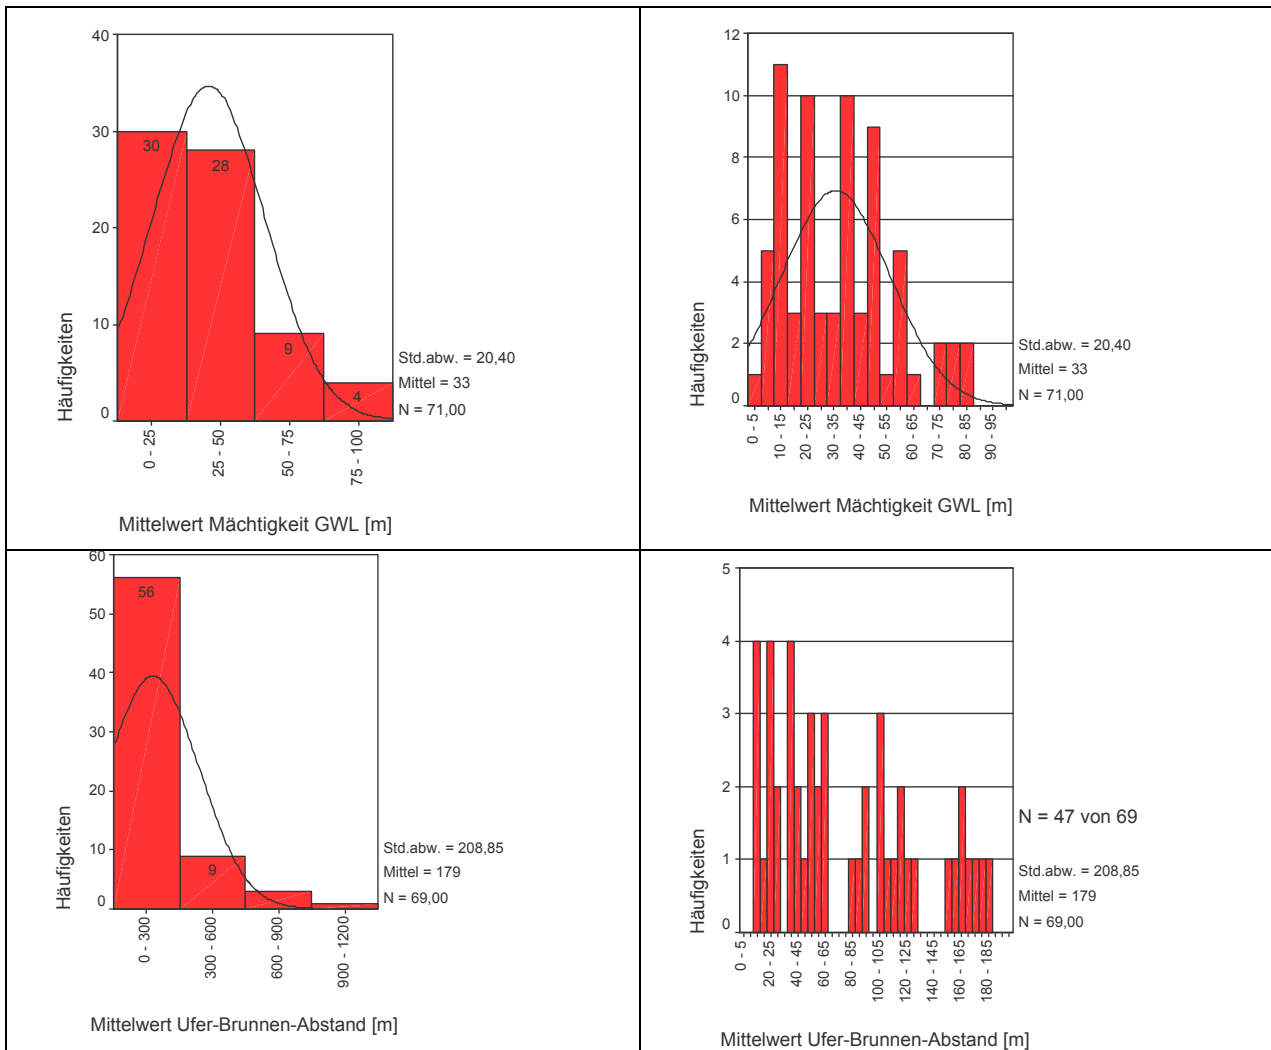 Häufigkeiten
40
30
20
10
0
30
28
9
4
0 - 25
25 - 50
50 - 75
75 - 100
Std.abw. = 20,40
Mittel = 33
N = 71,00
Mittelwert Mächtigkeit GWL [m]
Häufigkeiten
12
10
8
6
4
2
0
0 - 5
10 - 15
20 - 25
30 - 35
40 - 45
50 - 55
60 - 65
70 - 75
80 - 85
90 - 95
Std.abw. = 20,40
Mittel = 33
N = 71,00
Mittelwert Mächtigkeit GWL [m]
Häufigkeiten
60
50
40
30
20
10
0
56
9
0 - 300
300 - 600
600 - 900
900 - 1200
Std.abw. = 208,85
Mittel = 179
N = 69,00
Mittelwert Ufer-Brunnen-Abstand [m]
Häufigkeiten
5
4
3
2
1
0
0 - 5
20 - 25
40 - 45
60 - 65
80 - 85
100 - 105
120 - 125
140 - 145
160 - 165
180 - 185
N = 47 von 69
Std.abw. = 208,85
Mittel = 179
N = 69,00
Mittelwert Ufer-Brunnen-Abstand [m]